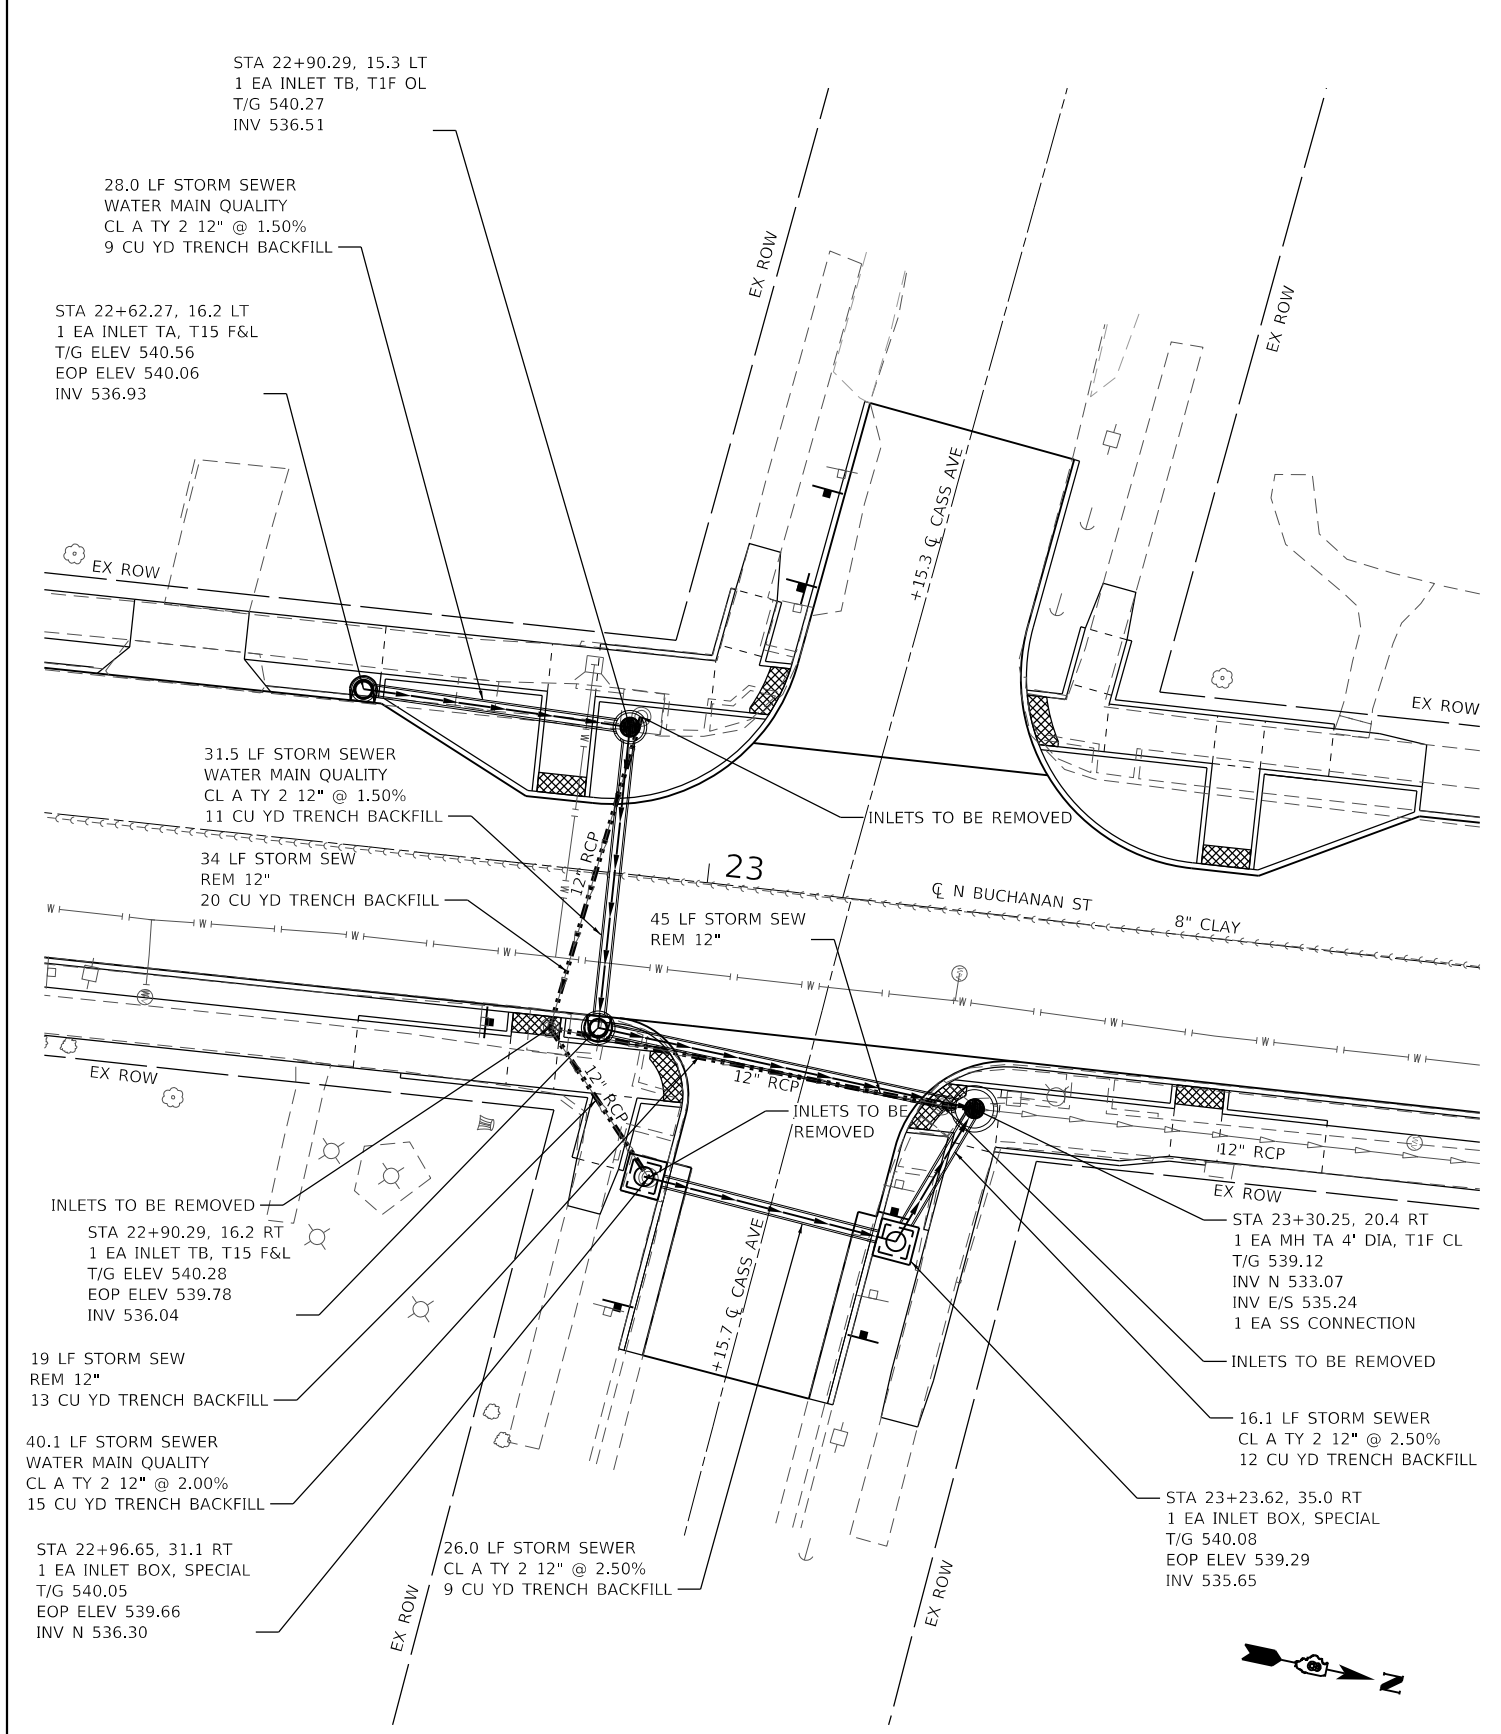 STA 22+90.29, 15.3 LT
1 EA INLET TB, T1F OL
T/G 540.27
INV 536.51
28.0 LF STORM SEWER
WATER MAIN QUALITY
CL A TY 2 12" @ 1.50%
9 CU YD TRENCH BACKFILL
STA 22+62.27, 16.2 LT
1 EA INLET TA, T15 F&L
T/G ELEV 540.56
EOP ELEV 540.06
INV 536.93
EX ROW
EX ROW
+15.3 ℄ CASS AVE
EX ROW
EX ROW
31.5 LF STORM SEWER
WATER MAIN QUALITY
CL A TY 2 12" @ 1.50%
11 CU YD TRENCH BACKFILL
INLETS TO BE REMOVED
12" RCP
34 LF STORM SEW
REM 12"
20 CU YD TRENCH BACKFILL
23
℄ N BUCHANAN ST
8" CLAY
45 LF STORM SEW
REM 12"
W
W
W
W
W
W
W
W
W
W
W
W
EX ROW
12" RCP
12" RCP
INLETS TO BE
REMOVED
12" RCP
EX ROW
INLETS TO BE REMOVED
STA 22+90.29, 16.2 RT
1 EA INLET TB, T15 F&L
T/G ELEV 540.28
EOP ELEV 539.78
INV 536.04
STA 23+30.25, 20.4 RT
1 EA MH TA 4' DIA, T1F CL
T/G 539.12
INV N 533.07
INV E/S 535.24
1 EA SS CONNECTION
+15.7 ℄ CASS AVE
19 LF STORM SEW
REM 12"
13 CU YD TRENCH BACKFILL
INLETS TO BE REMOVED
40.1 LF STORM SEWER
WATER MAIN QUALITY
CL A TY 2 12" @ 2.00%
15 CU YD TRENCH BACKFILL
16.1 LF STORM SEWER
CL A TY 2 12" @ 2.50%
12 CU YD TRENCH BACKFILL
STA 22+96.65, 31.1 RT
1 EA INLET BOX, SPECIAL
T/G 540.05
EOP ELEV 539.66
INV N 536.30
26.0 LF STORM SEWER
CL A TY 2 12" @ 2.50%
9 CU YD TRENCH BACKFILL
STA 23+23.62, 35.0 RT
1 EA INLET BOX, SPECIAL
T/G 540.08
EOP ELEV 539.29
INV 535.65
EX ROW
EX ROW
N